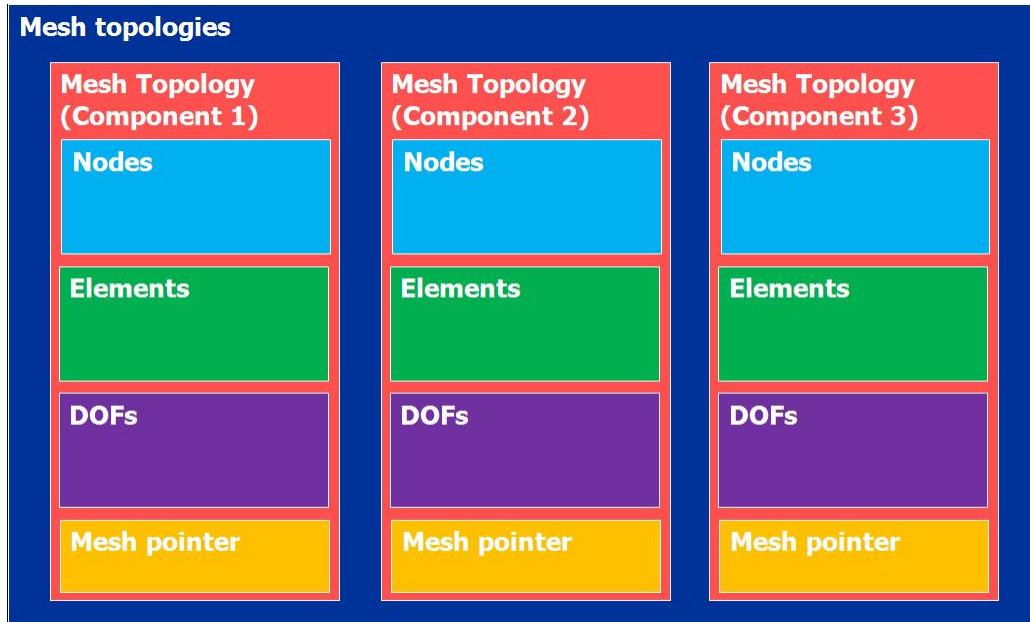 Mesh topologies
Mesh Topology
(Component 1)
Nodes
Elements
DOFs
Mesh pointer
Mesh Topology
(Component 2)
Nodes
Elements
DOFs
Mesh pointer
Mesh Topology
(Component 3)
Nodes
Elements
DOFs
Mesh pointer